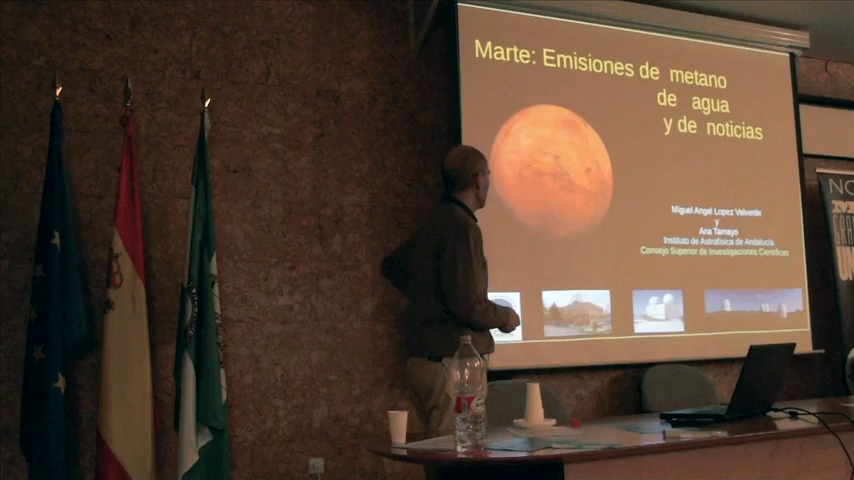 Marte: Emisiones de metano
de agua
y de noticias
Miguel Angel Lopez Valverde
y
Ana Tamayo
Instituto de Astrofísica de Andalucía
Consejo Superior de Investigaciones Científicas